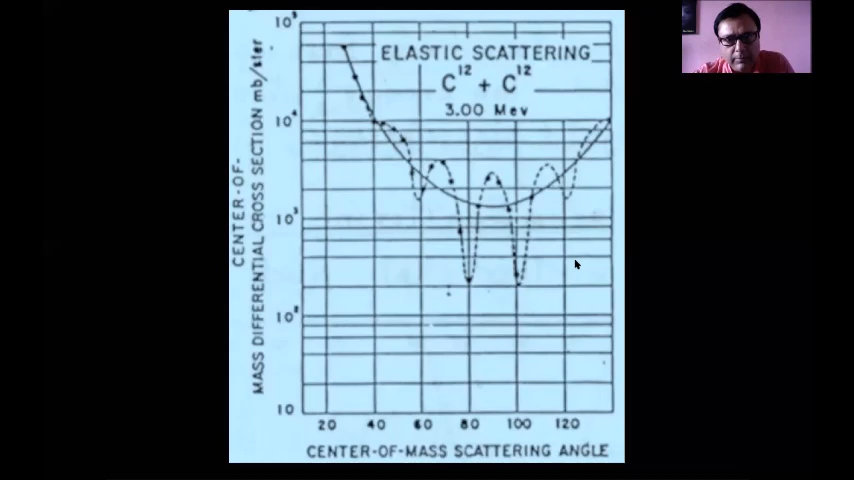 ELASTIC SCATTERING
C¹² + C¹²
3.00 Mev
CENTER-OF-
MASS DIFFERENTIAL CROSS SECTION mb/ster
10⁵
10⁴
10³
10²
10
20 40 60 80 100 120
CENTER-OF-MASS SCATTERING ANGLE